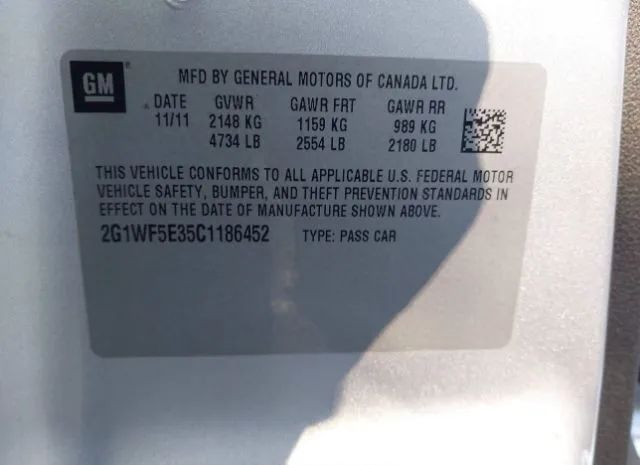 GM ®
MFD BY GENERAL MOTORS OF CANADA LTD.
DATE GVWR GAWR FRT GAWR RR
11/11 2148 KG 1159 KG 989 KG
4734 LB 2554 LB 2180 LB
THIS VEHICLE CONFORMS TO ALL APPLICABLE U.S. FEDERAL MOTOR
VEHICLE SAFETY, BUMPER, AND THEFT PREVENTION STANDARDS IN
EFFECT ON THE DATE OF MANUFACTURE SHOWN ABOVE.
2G1WF5E35C1186452 TYPE: PASS CAR